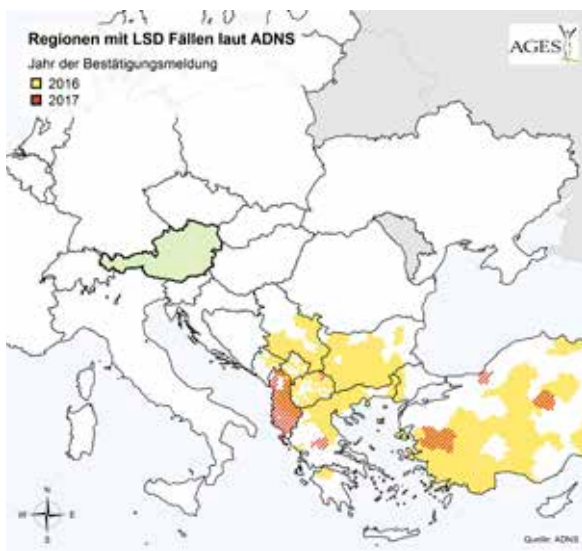 Regionen mit LSD Fällen laut ADNS
AGES
Jahr der Bestätigungsmeldung
2016
2017
N
W E
S
Quelle: ADNS